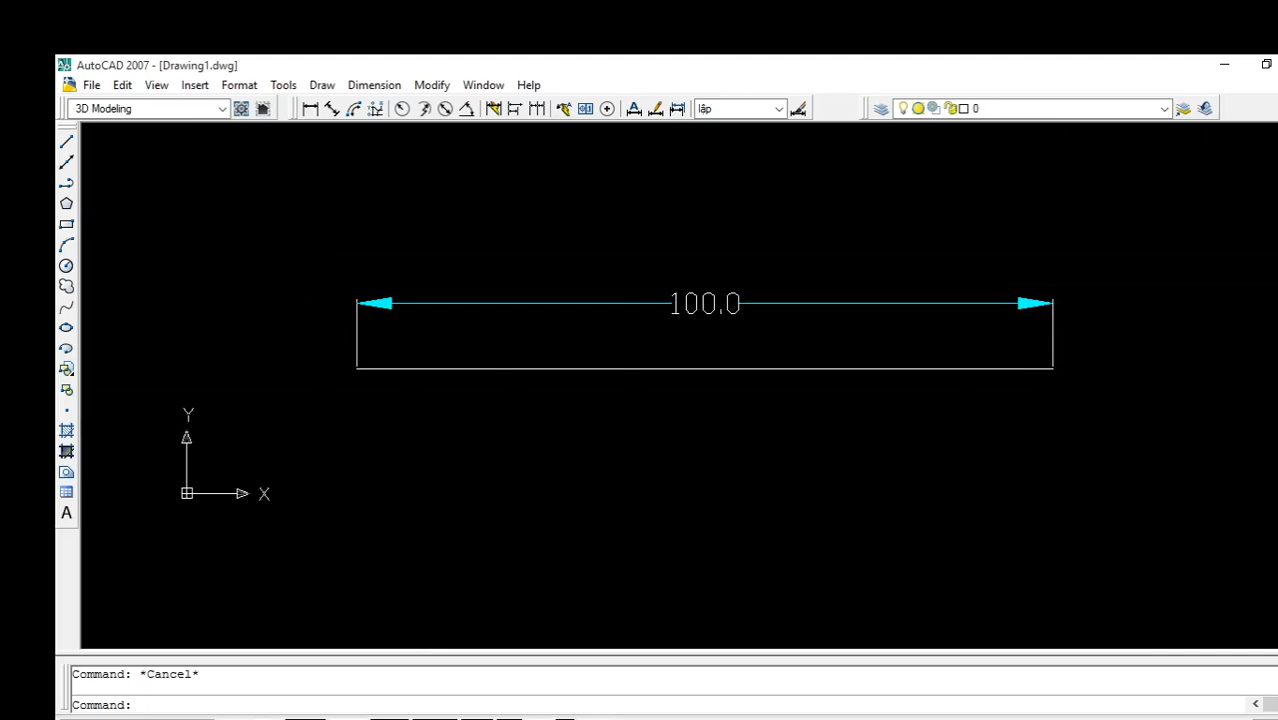 AutoCAD 2007 - [Drawing1.dwg]
File Edit View Insert Format Tools Draw Dimension Modify Window Help
3D Modeling lập 0
100.0
Y
X
A
Command: *Cancel*
Command: